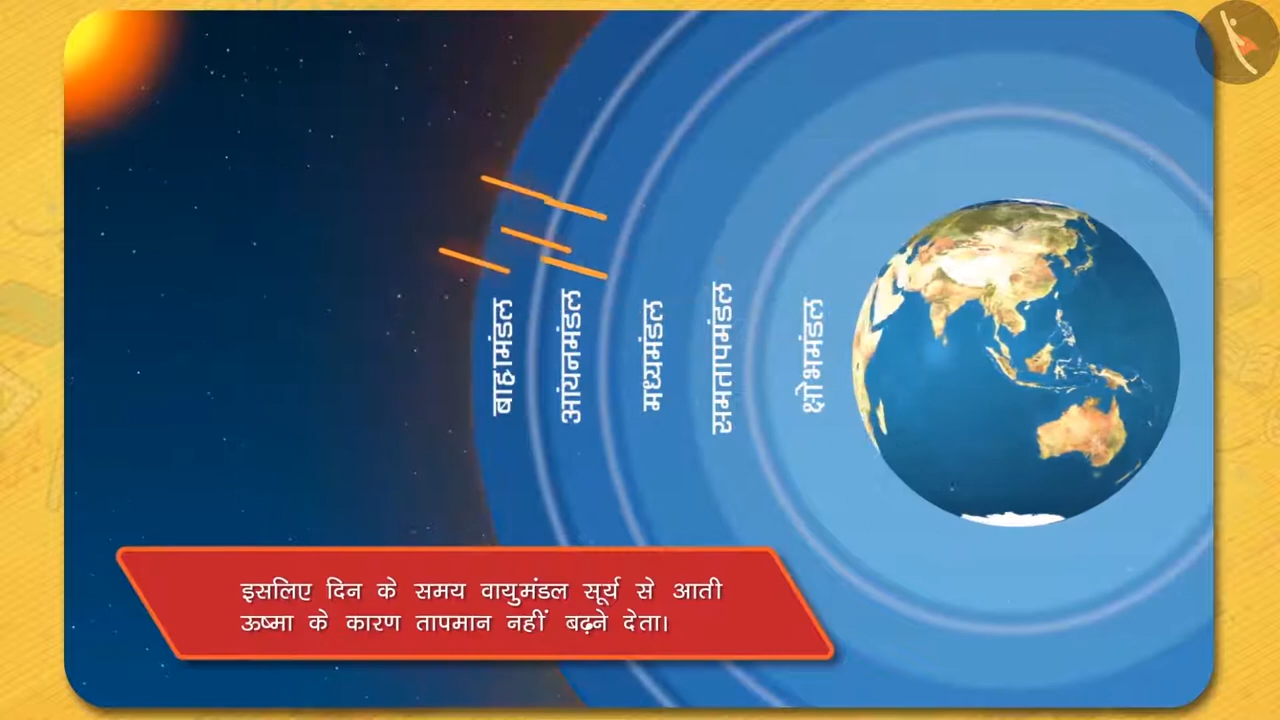 बाह्यमंडल
आंयनमंडल
मध्यमंडल
समतापमंडल
क्षोभमंडल
इसलिए दिन के समय वायुमंडल सूर्य से आती
ऊष्मा के कारण तापमान नहीं बढ़ने देता।